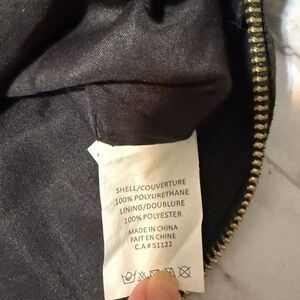 SHELL/COUVERTURE
100% POLYURETHANE
LINING/DOUBLURE
100% POLYESTER
MADE IN CHINA
FAIT EN CHINE
C.A# 51122